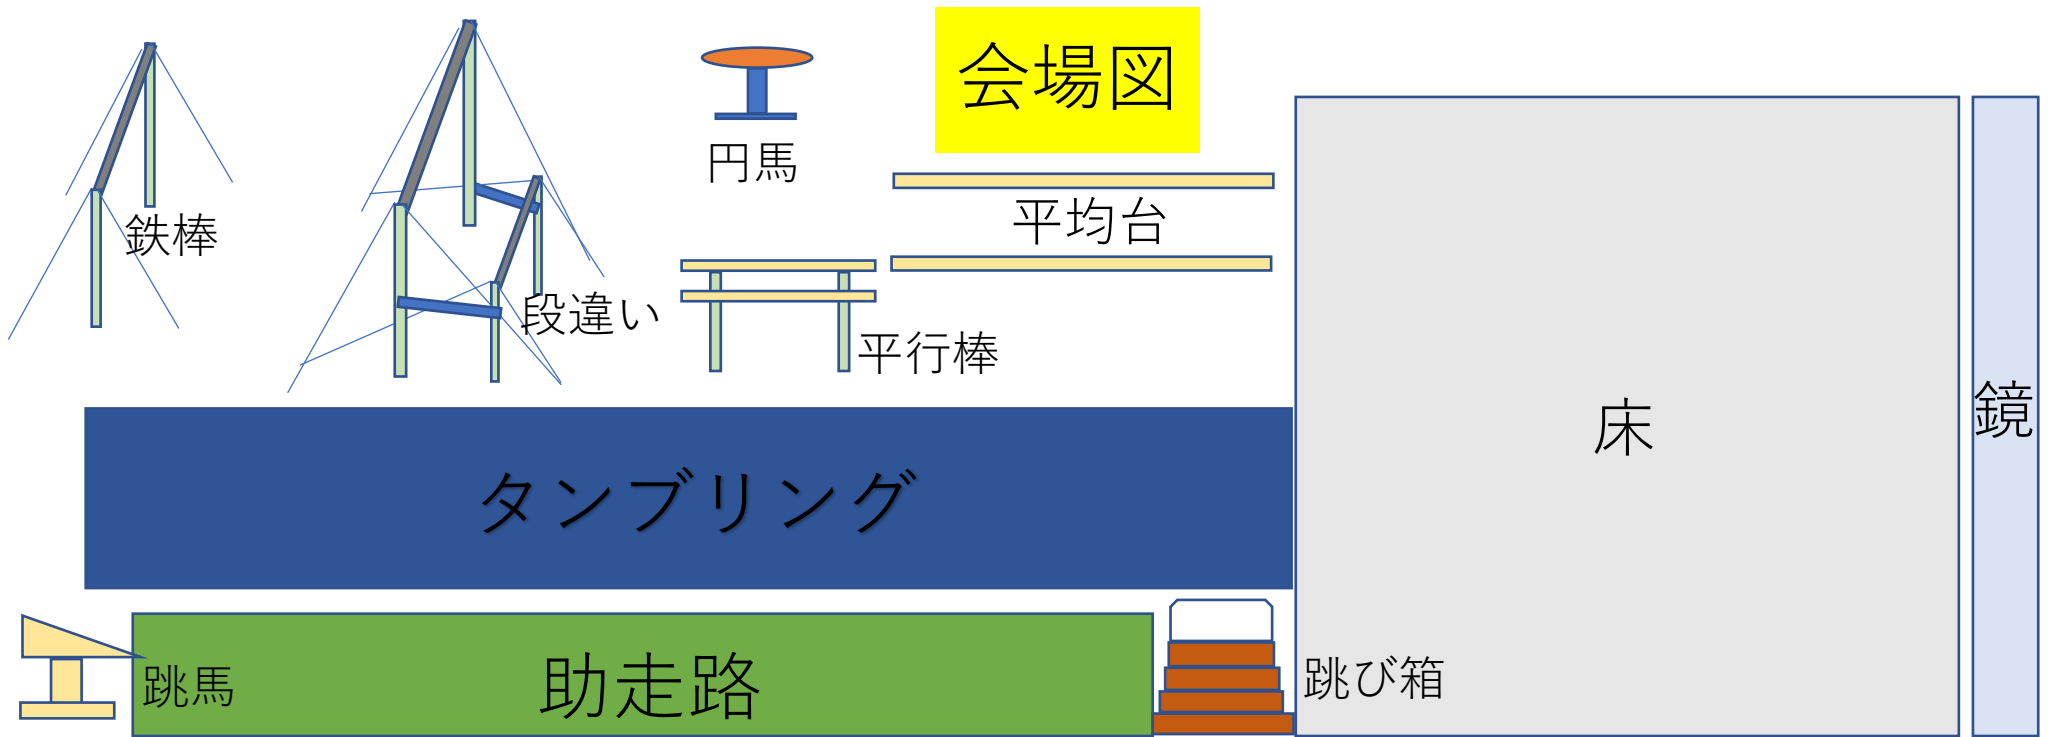 会場図
円馬
鉄棒
平均台
段違い
平行棒
床
鏡
タンブリング
跳馬
助走路
跳び箱